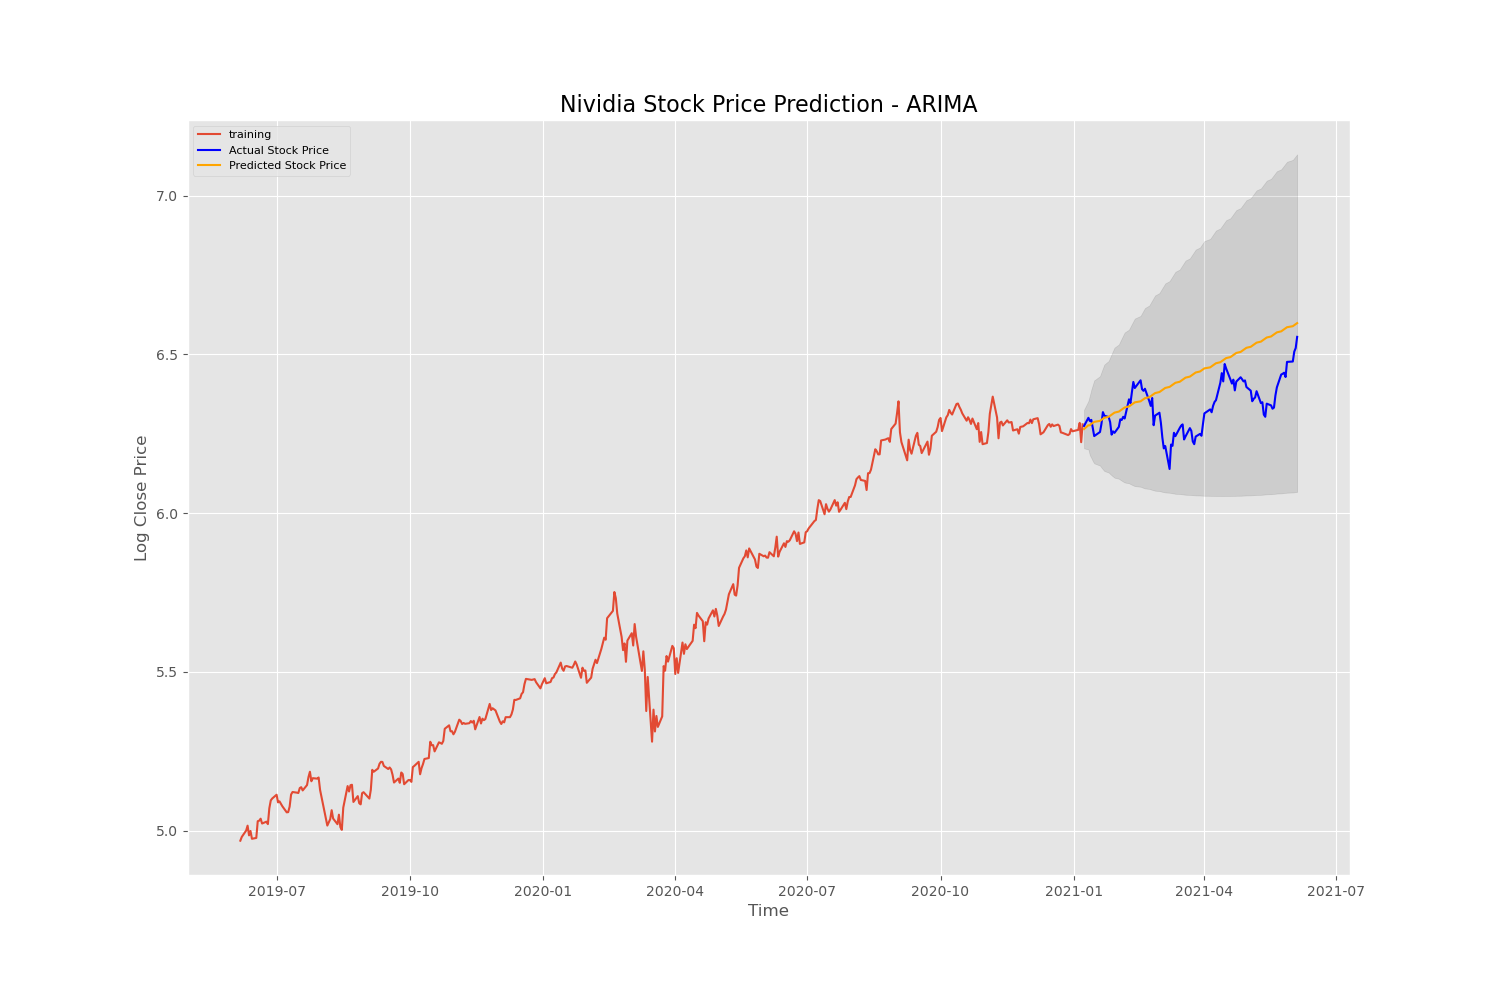 Nividia Stock Price Prediction - ARIMA
training
Actual Stock Price
Predicted Stock Price
7.0
6.5
6.0
5.5
5.0
Log Close Price
2019-07 2019-10 2020-01 2020-04 2020-07 2020-10 2021-01 2021-04 2021-07
Time